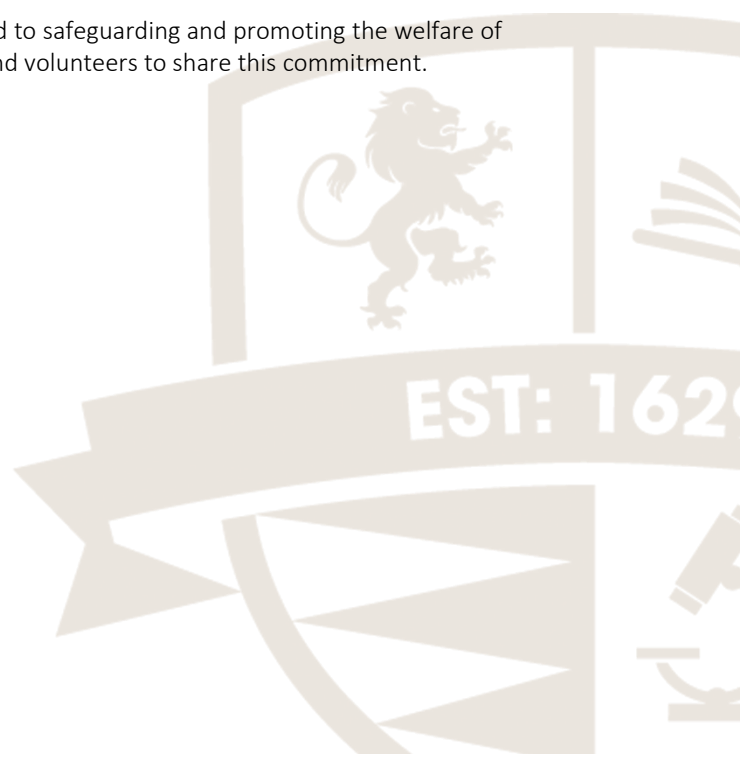 d to safeguarding and promoting the welfare of
nd volunteers to share this commitment.
EST: 162